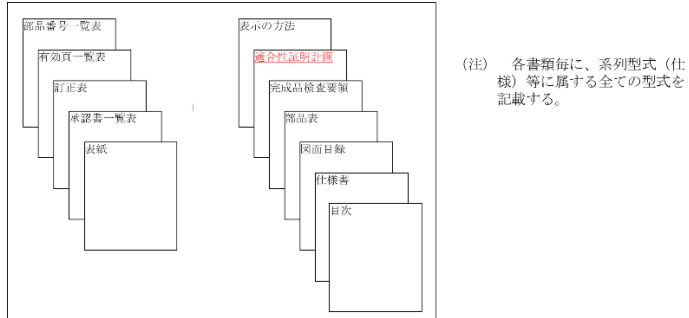 部品番号一覧表
有効頁一覧表
訂正表
承認書一覧表
表紙
表示の方法
適合性証明計画
完成品検査要領
部品表
図面目録
仕様書
目次
（注）　各書類毎に、系列型式（仕
様）等に属する全ての型式を
記載する。